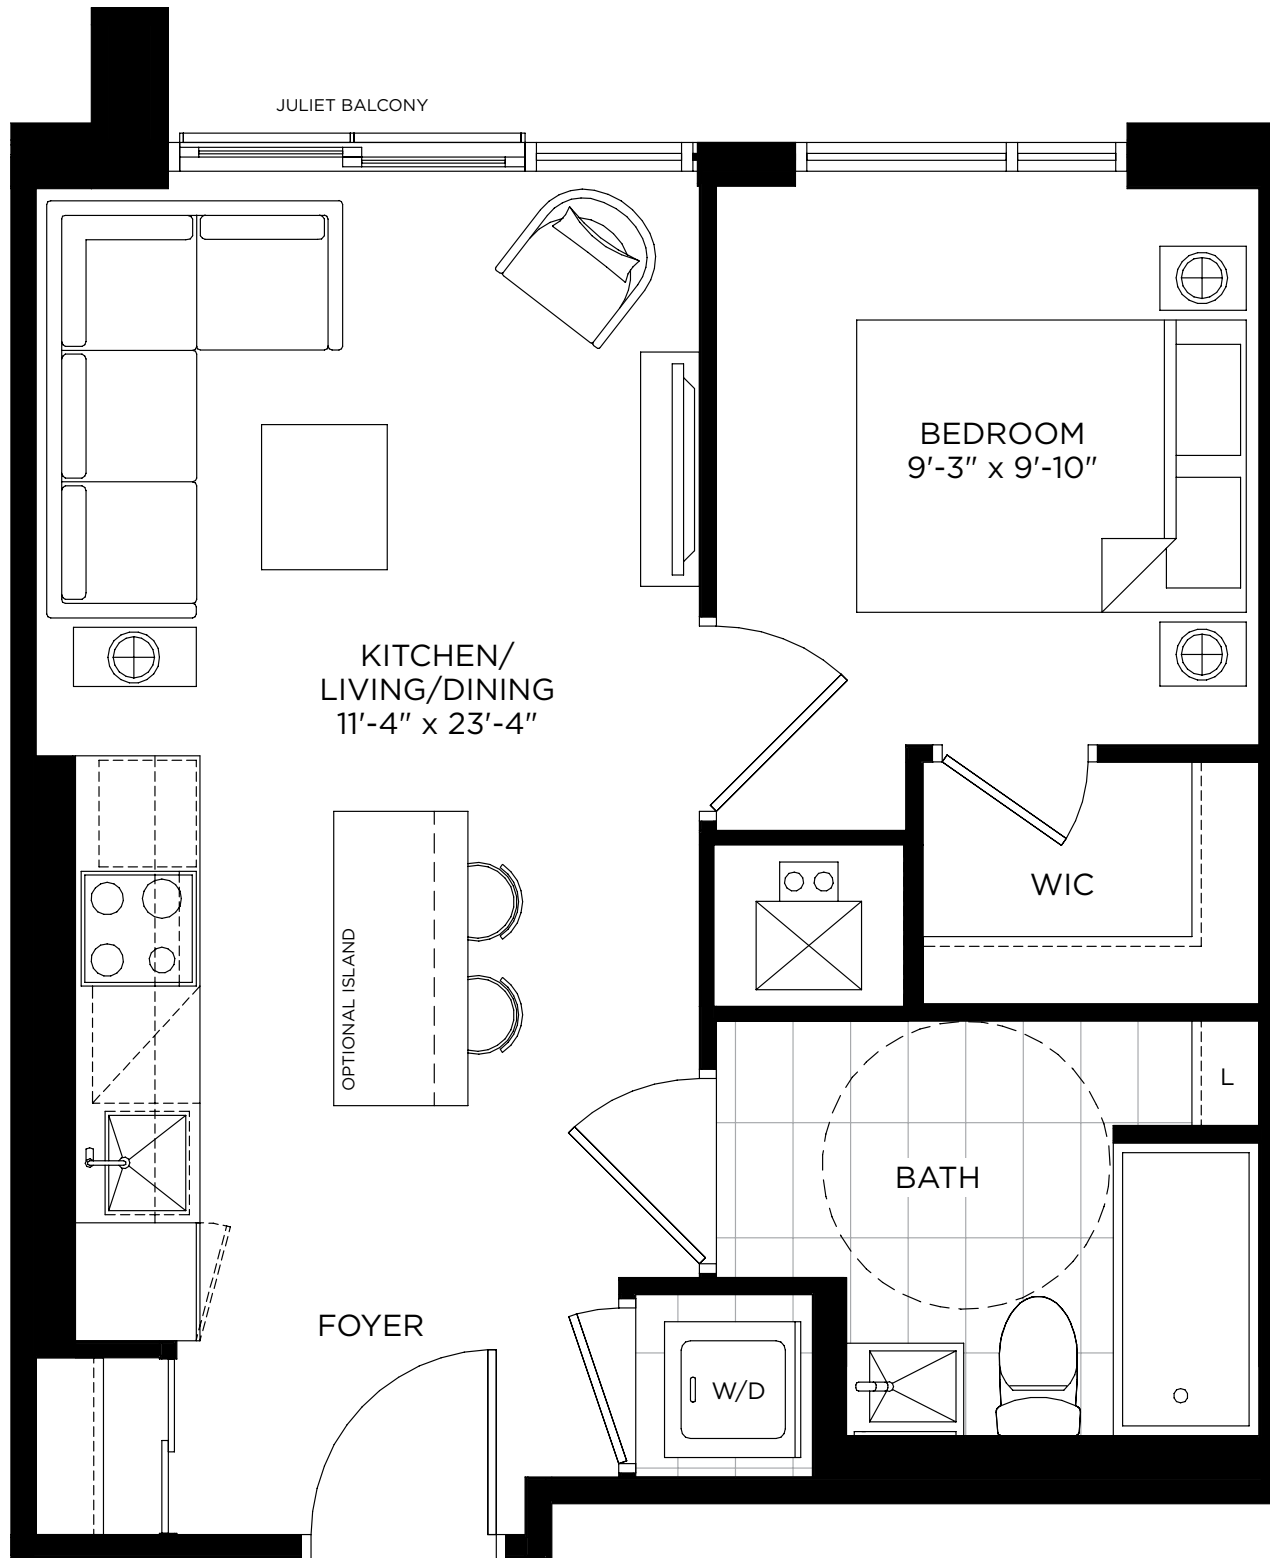 JULIET BALCONY
BEDROOM
9'-3" x 9'-10"
KITCHEN/
LIVING/DINING
11'-4" x 23'-4"
WIC
OPTIONAL ISLAND
L
BATH
FOYER
W/D